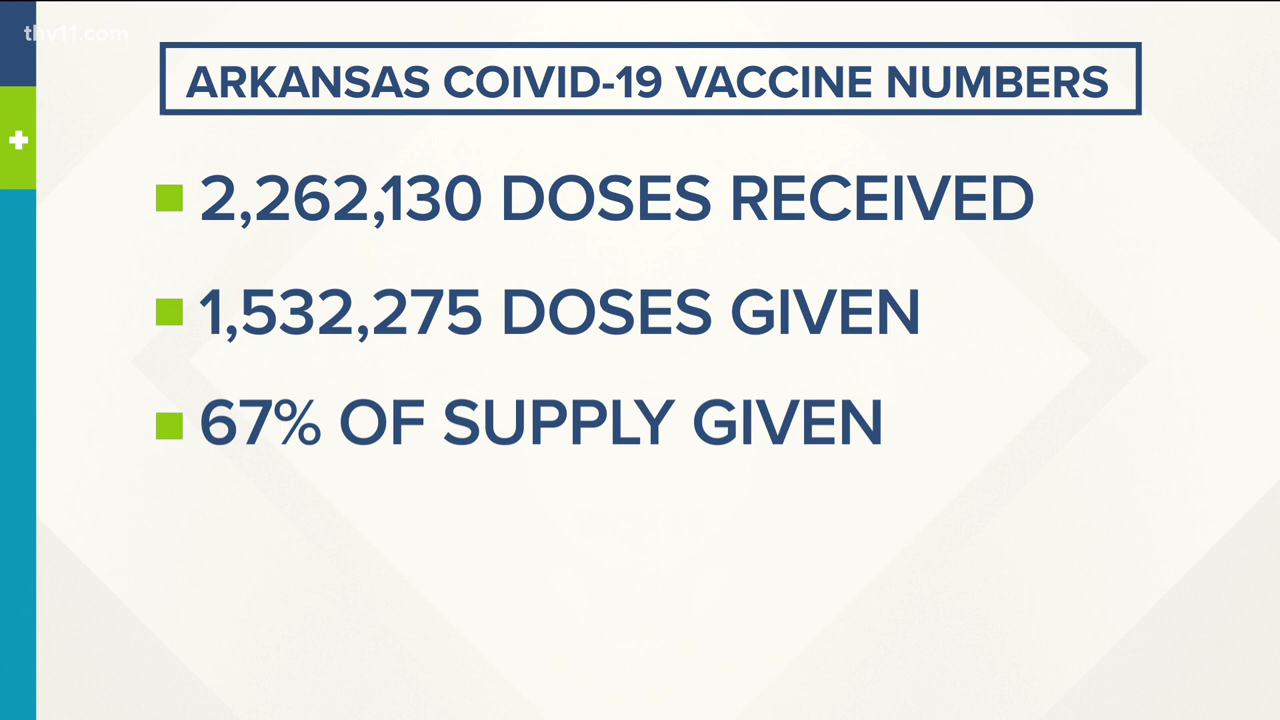 thv11.com
ARKANSAS COIVID-19 VACCINE NUMBERS
2,262,130 DOSES RECEIVED
1,532,275 DOSES GIVEN
67% OF SUPPLY GIVEN